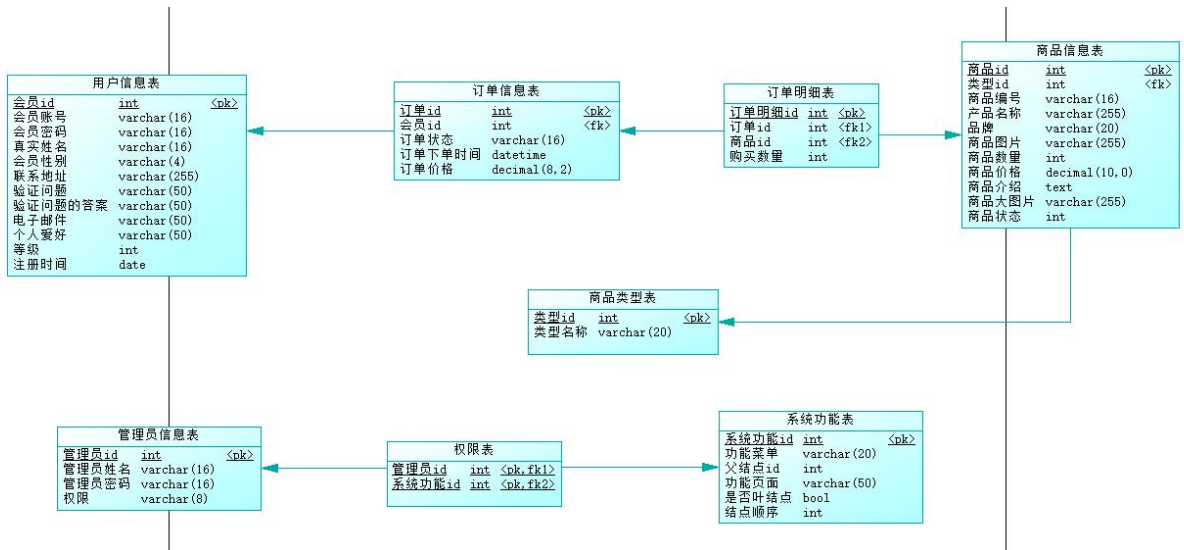 用户信息表
会员id int <pk>
会员账号 varchar(16)
会员密码 varchar(16)
真实姓名 varchar(16)
会员性别 varchar(4)
联系地址 varchar(255)
验证问题 varchar(50)
验证问题的答案 varchar(50)
电子邮件 varchar(50)
个人爱好 varchar(50)
等级 int
注册时间 date
订单信息表
订单id int <pk>
会员id int <fk>
订单状态 varchar(16)
订单下单时间 datetime
订单价格 decimal(8,2)
订单明细表
订单明细id int <pk>
订单id int <fk1>
商品id int <fk2>
购买数量 int
商品信息表
商品id int <pk>
类型id int <fk>
商品编号 varchar(16)
产品名称 varchar(255)
品牌 varchar(20)
商品图片 varchar(255)
商品数量 int
商品价格 decimal(10,0)
商品介绍 text
商品大图片 varchar(255)
商品状态 int
商品类型表
类型id int <pk>
类型名称 varchar(20)
管理员信息表
管理员id int <pk>
管理员姓名 varchar(16)
管理员密码 varchar(16)
权限 varchar(8)
权限表
管理员id int <pk,fk1>
系统功能id int <pk,fk2>
系统功能表
系统功能id int <pk>
功能菜单 varchar(20)
父结点id int
功能页面 varchar(50)
是否叶结点 bool
结点顺序 int